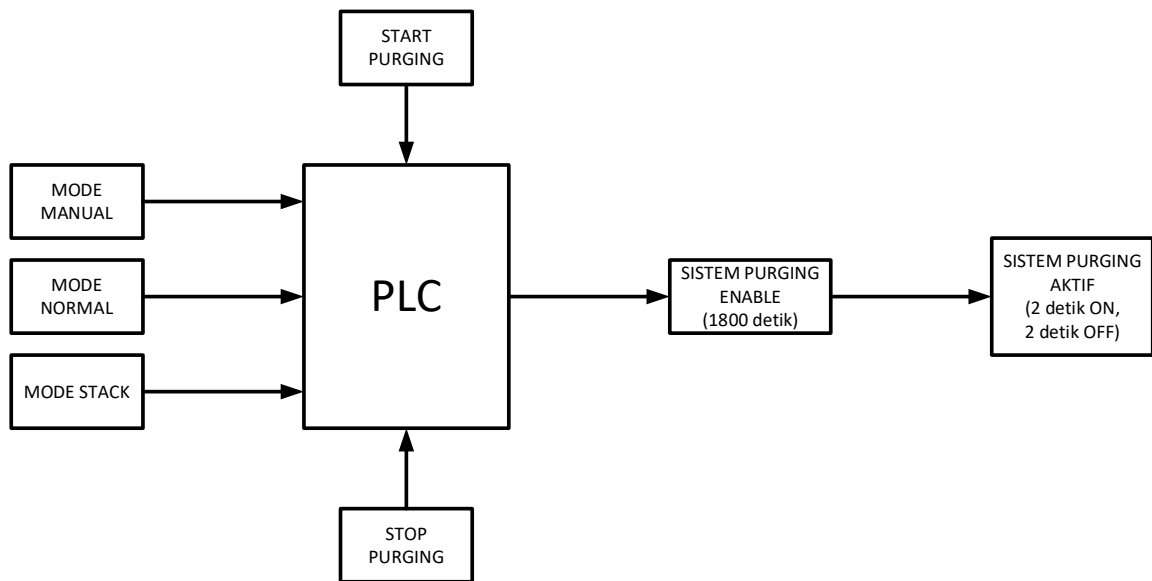 START
PURGING
MODE
MANUAL
MODE
NORMAL
MODE STACK
PLC
SISTEM PURGING
ENABLE
(1800 detik)
SISTEM PURGING
AKTIF
(2 detik ON,
2 detik OFF)
STOP
PURGING